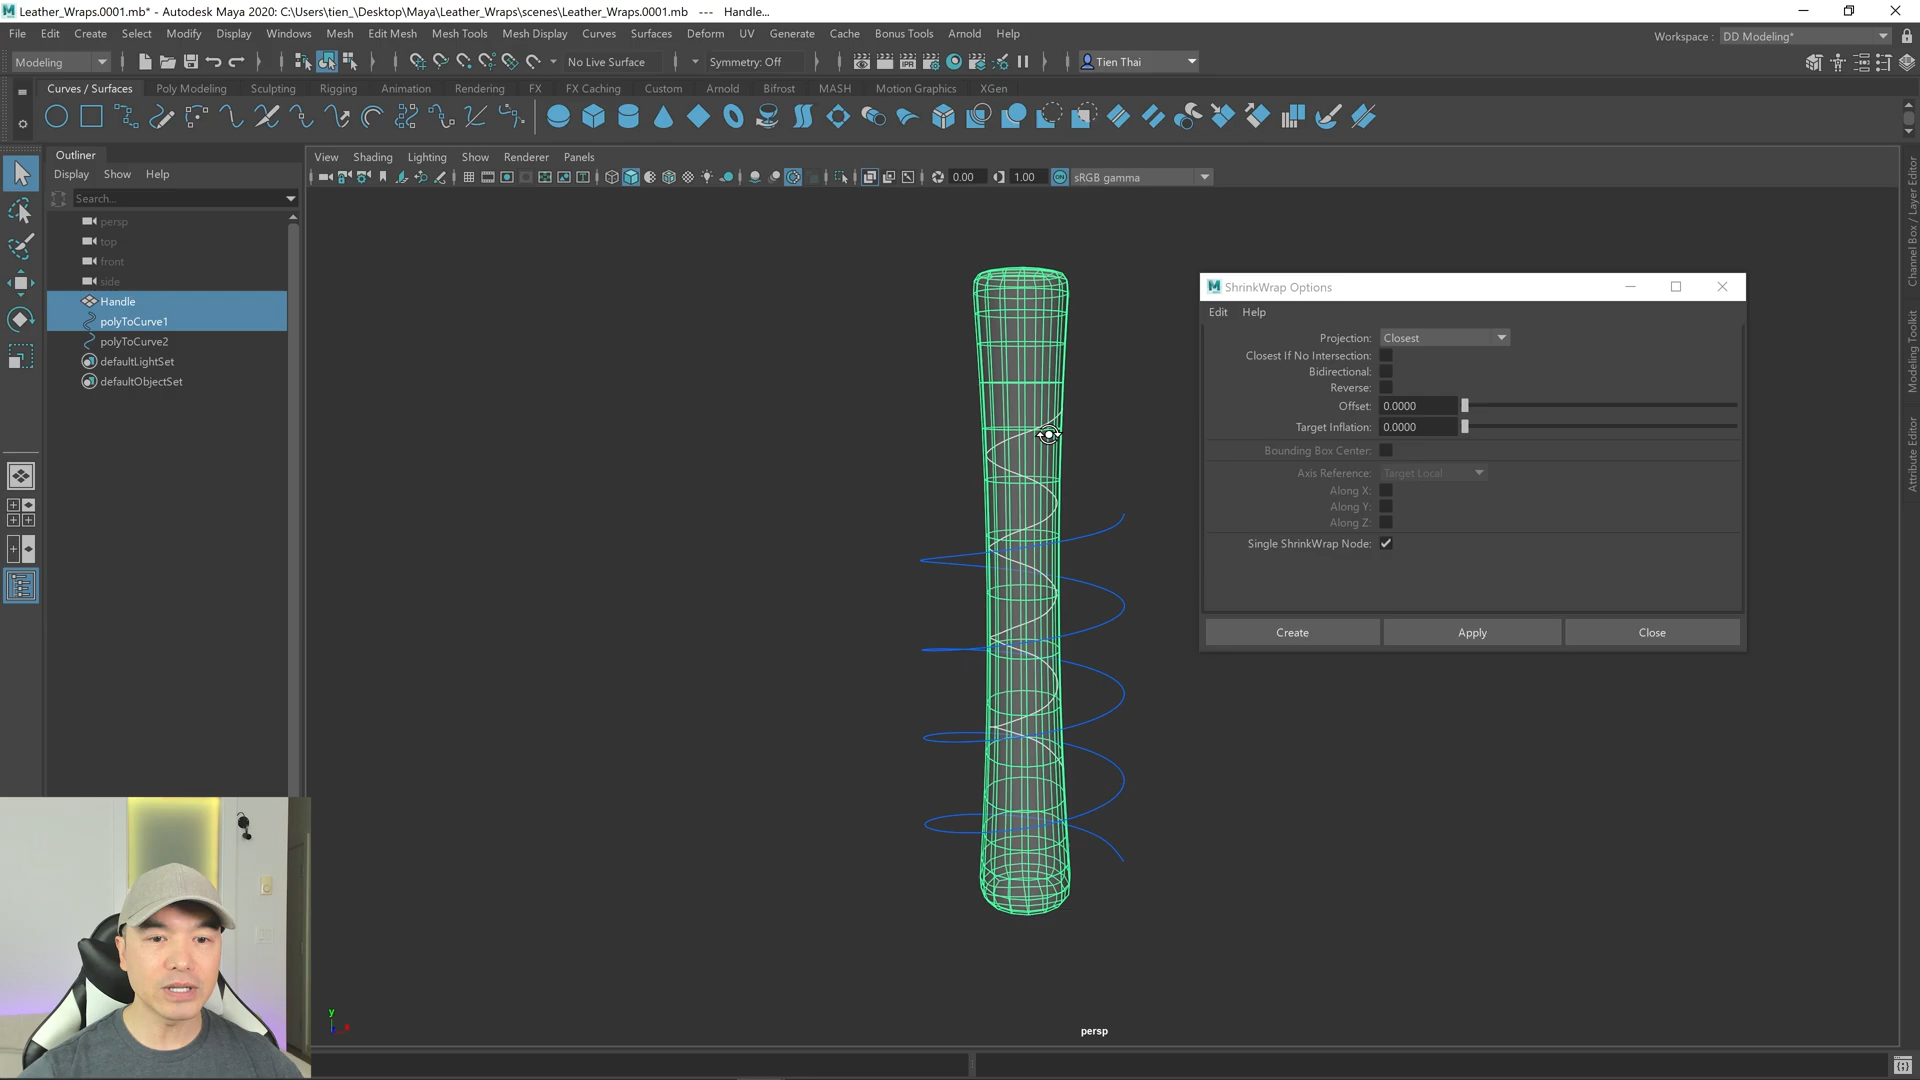 Leather_Wraps.0001.mb* - Autodesk Maya 2020: C:\Users\tien_\Desktop\Maya\Leather_Wraps\scenes\Leather_Wraps.0001.mb --- Handle...
File Edit Create Select Modify Display Windows Mesh Edit Mesh Mesh Tools Mesh Display Curves Surfaces Deform UV Generate Cache Bonus Tools Arnold Help
Workspace : DD Modeling*
Modeling
No Live Surface
Symmetry: Off
Tien Thai
Curves / Surfaces Poly Modeling Sculpting Rigging Animation Rendering FX FX Caching Custom Arnold Bifrost MASH Motion Graphics XGen
Outliner
Display Show Help
Search...
persp
top
front
side
Handle
polyToCurve1
polyToCurve2
defaultLightSet
defaultObjectSet
View Shading Lighting Show Renderer Panels
0.00
1.00
ON
sRGB gamma
IPR
ShrinkWrap Options
Edit Help
Projection: Closest
Closest If No Intersection:
Bidirectional:
Reverse:
Offset: 0.0000
Target Inflation: 0.0000
Bounding Box Center:
Axis Reference: Target Local
Along X:
Along Y:
Along Z:
Single ShrinkWrap Node:
Create Apply Close
Channel Box / Layer Editor
Modeling Toolkit
Attribute Editor
y
x
persp